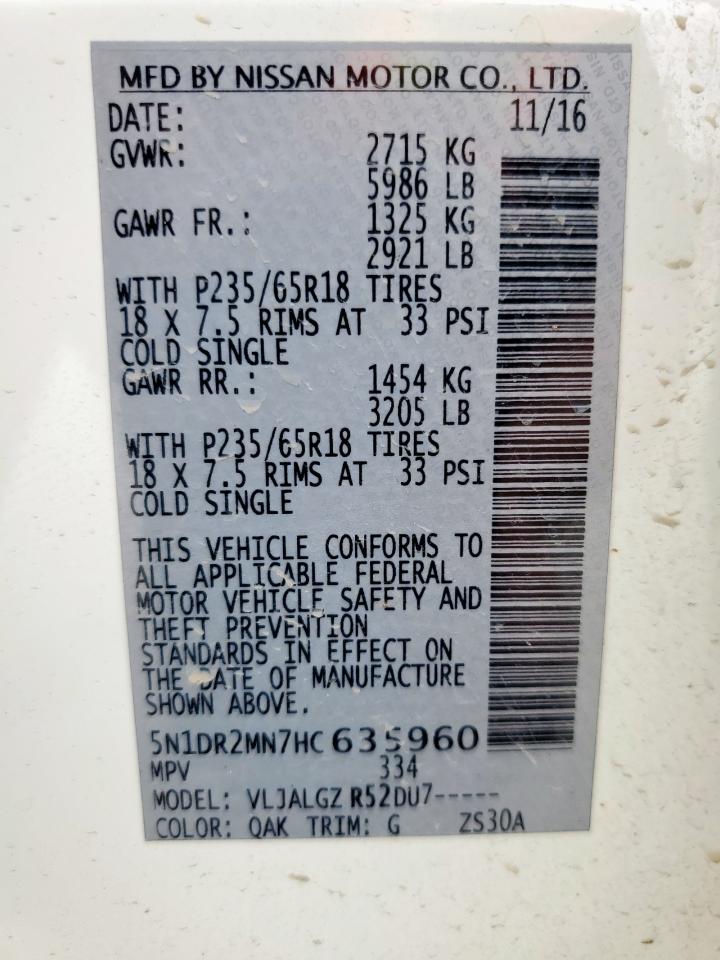 MFD BY NISSAN MOTOR CO., LTD.
DATE: 11/16
GVWR: 2715 KG
5986 LB
GAWR FR.: 1325 KG
2921 LB
WITH P235/65R18 TIRES
18 X 7.5 RIMS AT 33 PSI
COLD SINGLE
GAWR RR.: 1454 KG
3205 LB
WITH P235/65R18 TIRES
18 X 7.5 RIMS AT 33 PSI
COLD SINGLE
THIS VEHICLE CONFORMS TO
ALL APPLICABLE FEDERAL
MOTOR VEHICLE SAFETY AND
THEFT PREVENTION
STANDARDS IN EFFECT ON
THE DATE OF MANUFACTURE
SHOWN ABOVE.
5N1DR2MN7HC635960
MPV 334
MODEL: VLJALGZ R52DU7-----
COLOR: QAK TRIM: G ZS30A